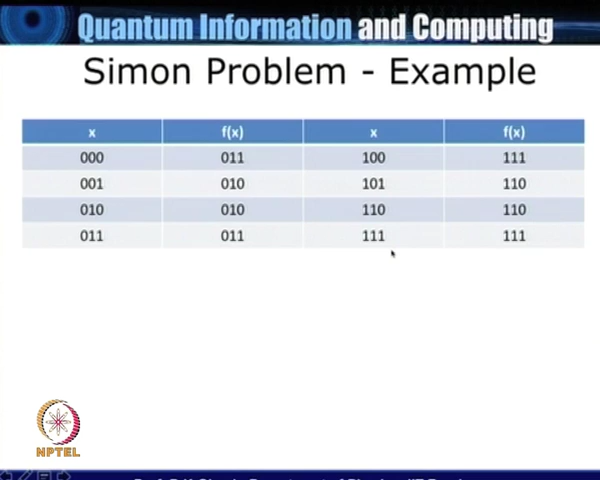 Quantum Information and Computing
Simon Problem - Example
x f(x) x f(x)
000 011 100 111
001 010 101 110
010 010 110 110
011 011 111 111
NPTEL